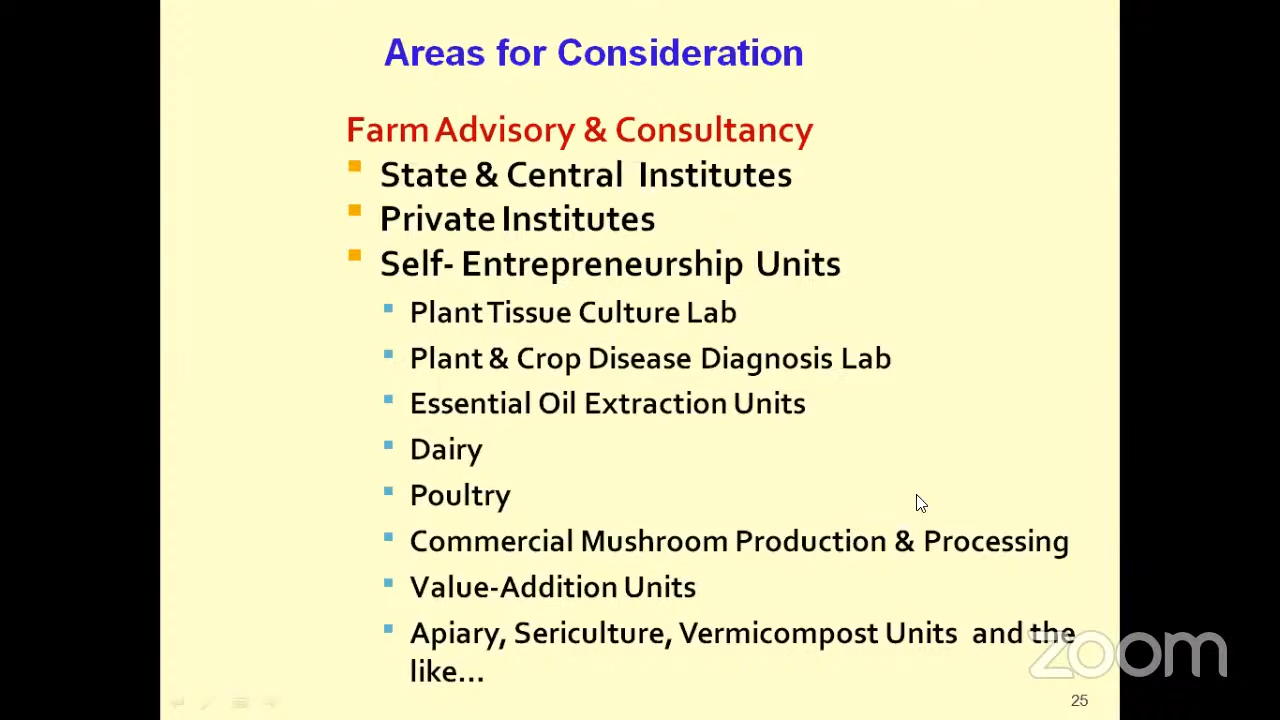 Areas for Consideration
Farm Advisory & Consultancy
State & Central Institutes
Private Institutes
Self- Entrepreneurship Units
Plant Tissue Culture Lab
Plant & Crop Disease Diagnosis Lab
Essential Oil Extraction Units
Dairy
Poultry
Commercial Mushroom Production & Processing
Value-Addition Units
Apiary, Sericulture, Vermicompost Units and the
like...
zoom
25